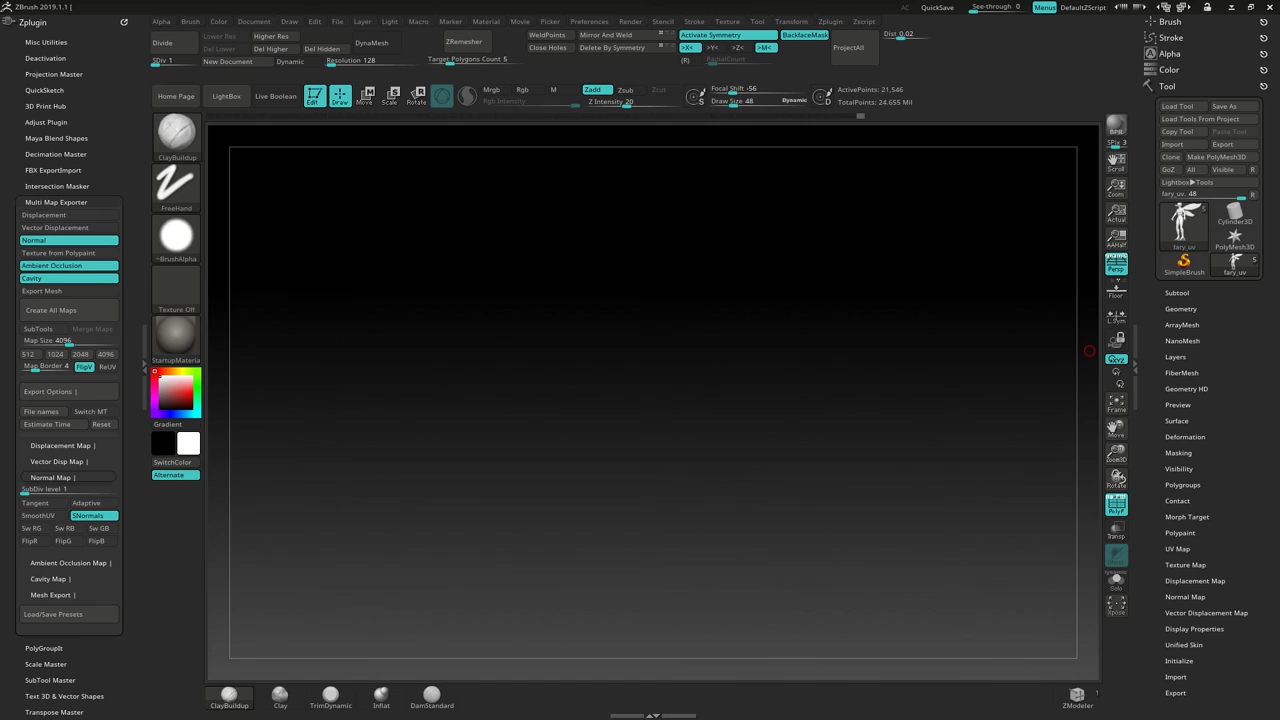 ZBrush 2019.1.1 [ ]
AC QuickSave See-through 0 Menus DefaultZScript
Zplugin
Alpha Brush Color Document Draw Edit File Layer Light Macro Marker Material Movie Picker Preferences Render Stencil Stroke Texture Tool Transform Zplugin Zscript
Misc Utilities
Deactivation
Projection Master
QuickSketch
3D Print Hub
Adjust Plugin
Maya Blend Shapes
Decimation Master
FBX ExportImport
Intersection Masker
Multi Map Exporter
Displacement
Vector Displacement
Normal
Texture from Polypaint
Ambient Occlusion
Cavity
Export Mesh
Create All Maps
SubTools Merge Maps
Map Size 4096
512 1024 2048 4096
Map Border 4 FlipV ReUV
Export Options |
File names Switch MT
Estimate Time Reset
Displacement Map |
Vector Disp Map |
Normal Map |
SubDiv level 1
Tangent Adaptive
SmoothUV SNormals
Sw RG Sw RB Sw GB
FlipR FlipG FlipB
Ambient Occlusion Map |
Cavity Map |
Mesh Export |
Load/Save Presets
PolyGroupIt
Scale Master
SubTool Master
Text 3D & Vector Shapes
Transpose Master
Divide
Lower Res Higher Res
Del Lower Del Higher Del Hidden
DynaMesh
SDiv 1 New Document Dynamic Resolution 128
ZRemesher
Target Polygons Count 5
WeldPoints Mirror And Weld
Close Holes Delete By Symmetry
Activate Symmetry BackfaceMask
>X< >Y< >Z< >M<
(R) RadialCount
ProjectAll
Dist 0.02
Home Page LightBox Live Boolean Edit Draw Move Scale Rotate
Mrgb Rgb M Zadd Zsub Zcut
Rgb Intensity Z Intensity 20
Focal Shift -56
Draw Size 48 Dynamic
S D
ActivePoints: 21,546
TotalPoints: 24.655 Mil
ClayBuildup
FreeHand
~BrushAlpha
Texture Off
StartupMateria
Gradient
SwitchColor
Alternate
BPR
SPix 3
Scroll
Zoom
Actual
AAHalf
Persp
Floor
L.Sym
XYZ
Frame
Move
Zoom3D
Rotate
PolyF
Transp
Solo
Xpose
ClayBuildup Clay TrimDynamic Inflat DamStandard
1
ZModeler
Brush
Stroke
Alpha
Color
Tool
Load Tool Save As
Load Tools From Project
Copy Tool Paste Tool
Import Export
Clone Make PolyMesh3D
GoZ All Visible R
Lightbox▶Tools
fary_uv. 48 R
5
fary_uv Cylinder3D
PolyMesh3D
SimpleBrush
5
fary_uv
Subtool
Geometry
ArrayMesh
NanoMesh
Layers
FiberMesh
Geometry HD
Preview
Surface
Deformation
Masking
Visibility
Polygroups
Contact
Morph Target
Polypaint
UV Map
Texture Map
Displacement Map
Normal Map
Vector Displacement Map
Display Properties
Unified Skin
Initialize
Import
Export